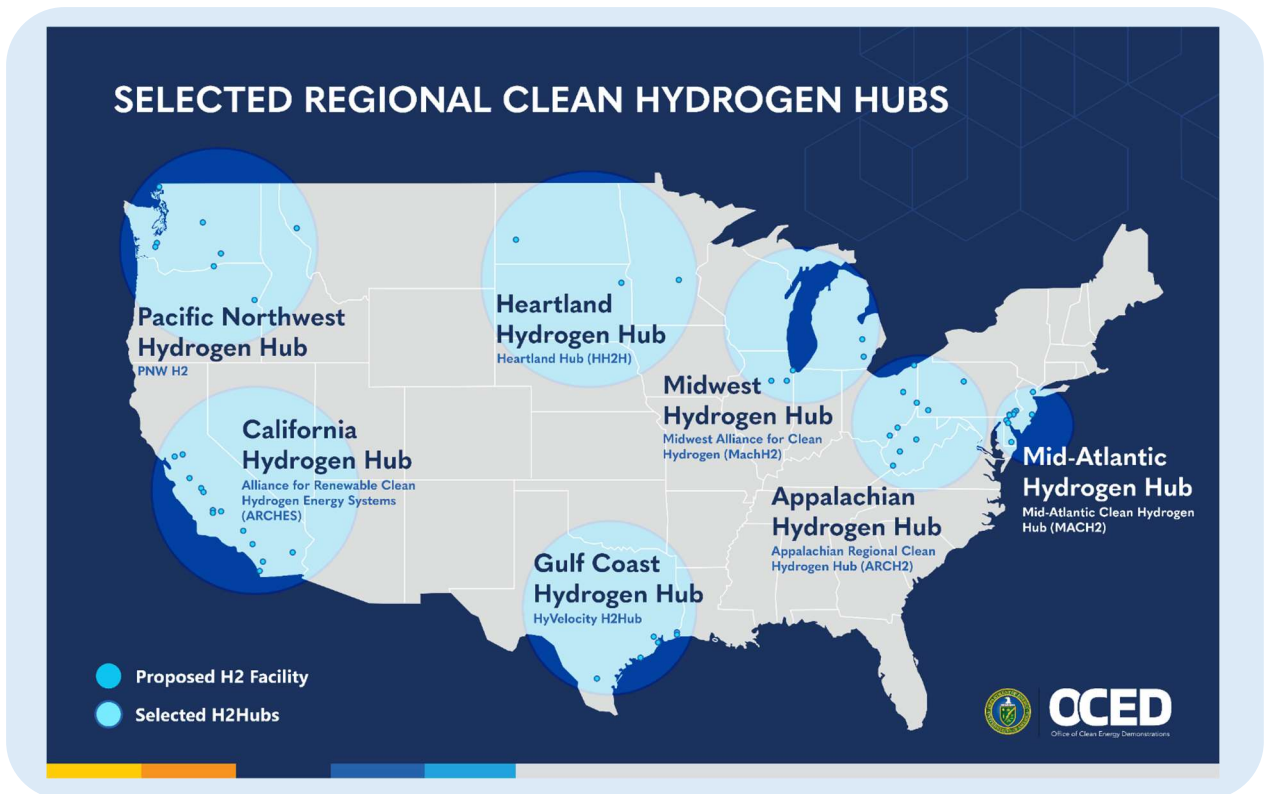 SELECTED REGIONAL CLEAN HYDROGEN HUBS
Pacific Northwest
Hydrogen Hub
PNW H2
Heartland
Hydrogen Hub
Heartland Hub (HH2H)
Midwest
Hydrogen Hub
Midwest Alliance for Clean
Hydrogen (MachH2)
California
Hydrogen Hub
Alliance for Renewable Clean
Hydrogen Energy Systems
(ARCHES)
Mid-Atlantic
Hydrogen Hub
Mid-Atlantic Clean Hydrogen
Hub (MACH2)
Appalachian
Hydrogen Hub
Appalachian Regional Clean
Hydrogen Hub (ARCH2)
Gulf Coast
Hydrogen Hub
HyVelocity H2Hub
Proposed H2 Facility
Selected H2Hubs
OCED
Office of Clean Energy Demonstrations